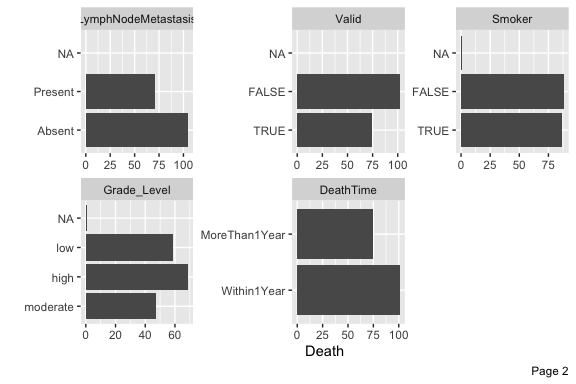 LymphNodeMetastasis
NA
Present
Absent
0 25 50 75 100
Valid
NA
FALSE
TRUE
0 25 50 75 100
Smoker
NA
FALSE
TRUE
0 25 50 75
Grade_Level
NA
low
high
moderate
0 20 40 60
DeathTime
MoreThan1Year
Within1Year
0 25 50 75 100
Death
Page 2